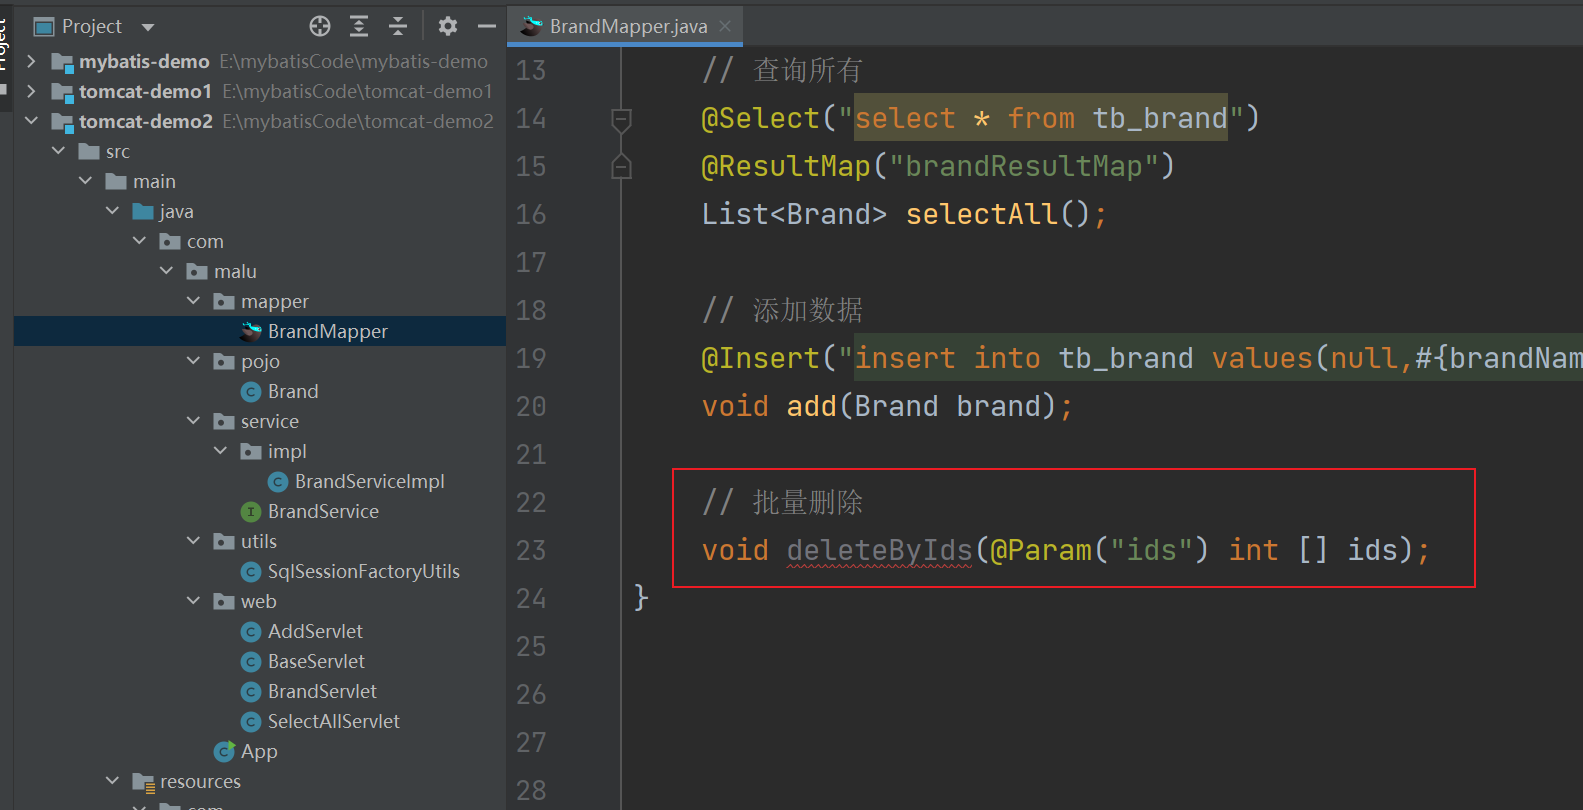 Project
mybatis-demo E:\mybatisCode\mybatis-demo
tomcat-demo1 E:\mybatisCode\tomcat-demo1
tomcat-demo2 E:\mybatisCode\tomcat-demo2
src
main
java
com
malu
mapper
BrandMapper
pojo
Brand
service
impl
BrandServiceImpl
BrandService
utils
SqlSessionFactoryUtils
web
AddServlet
BaseServlet
BrandServlet
SelectAllServlet
App
resources
com
BrandMapper.java
13 // 查询所有
14 @Select("select * from tb_brand")
15 @ResultMap("brandResultMap")
16 List<Brand> selectAll();
17
18 // 添加数据
19 @Insert("insert into tb_brand values(null,#{brandNam
20 void add(Brand brand);
21
22 // 批量删除
23 void deleteByIds(@Param("ids") int [] ids);
24 }
25
26
27
28